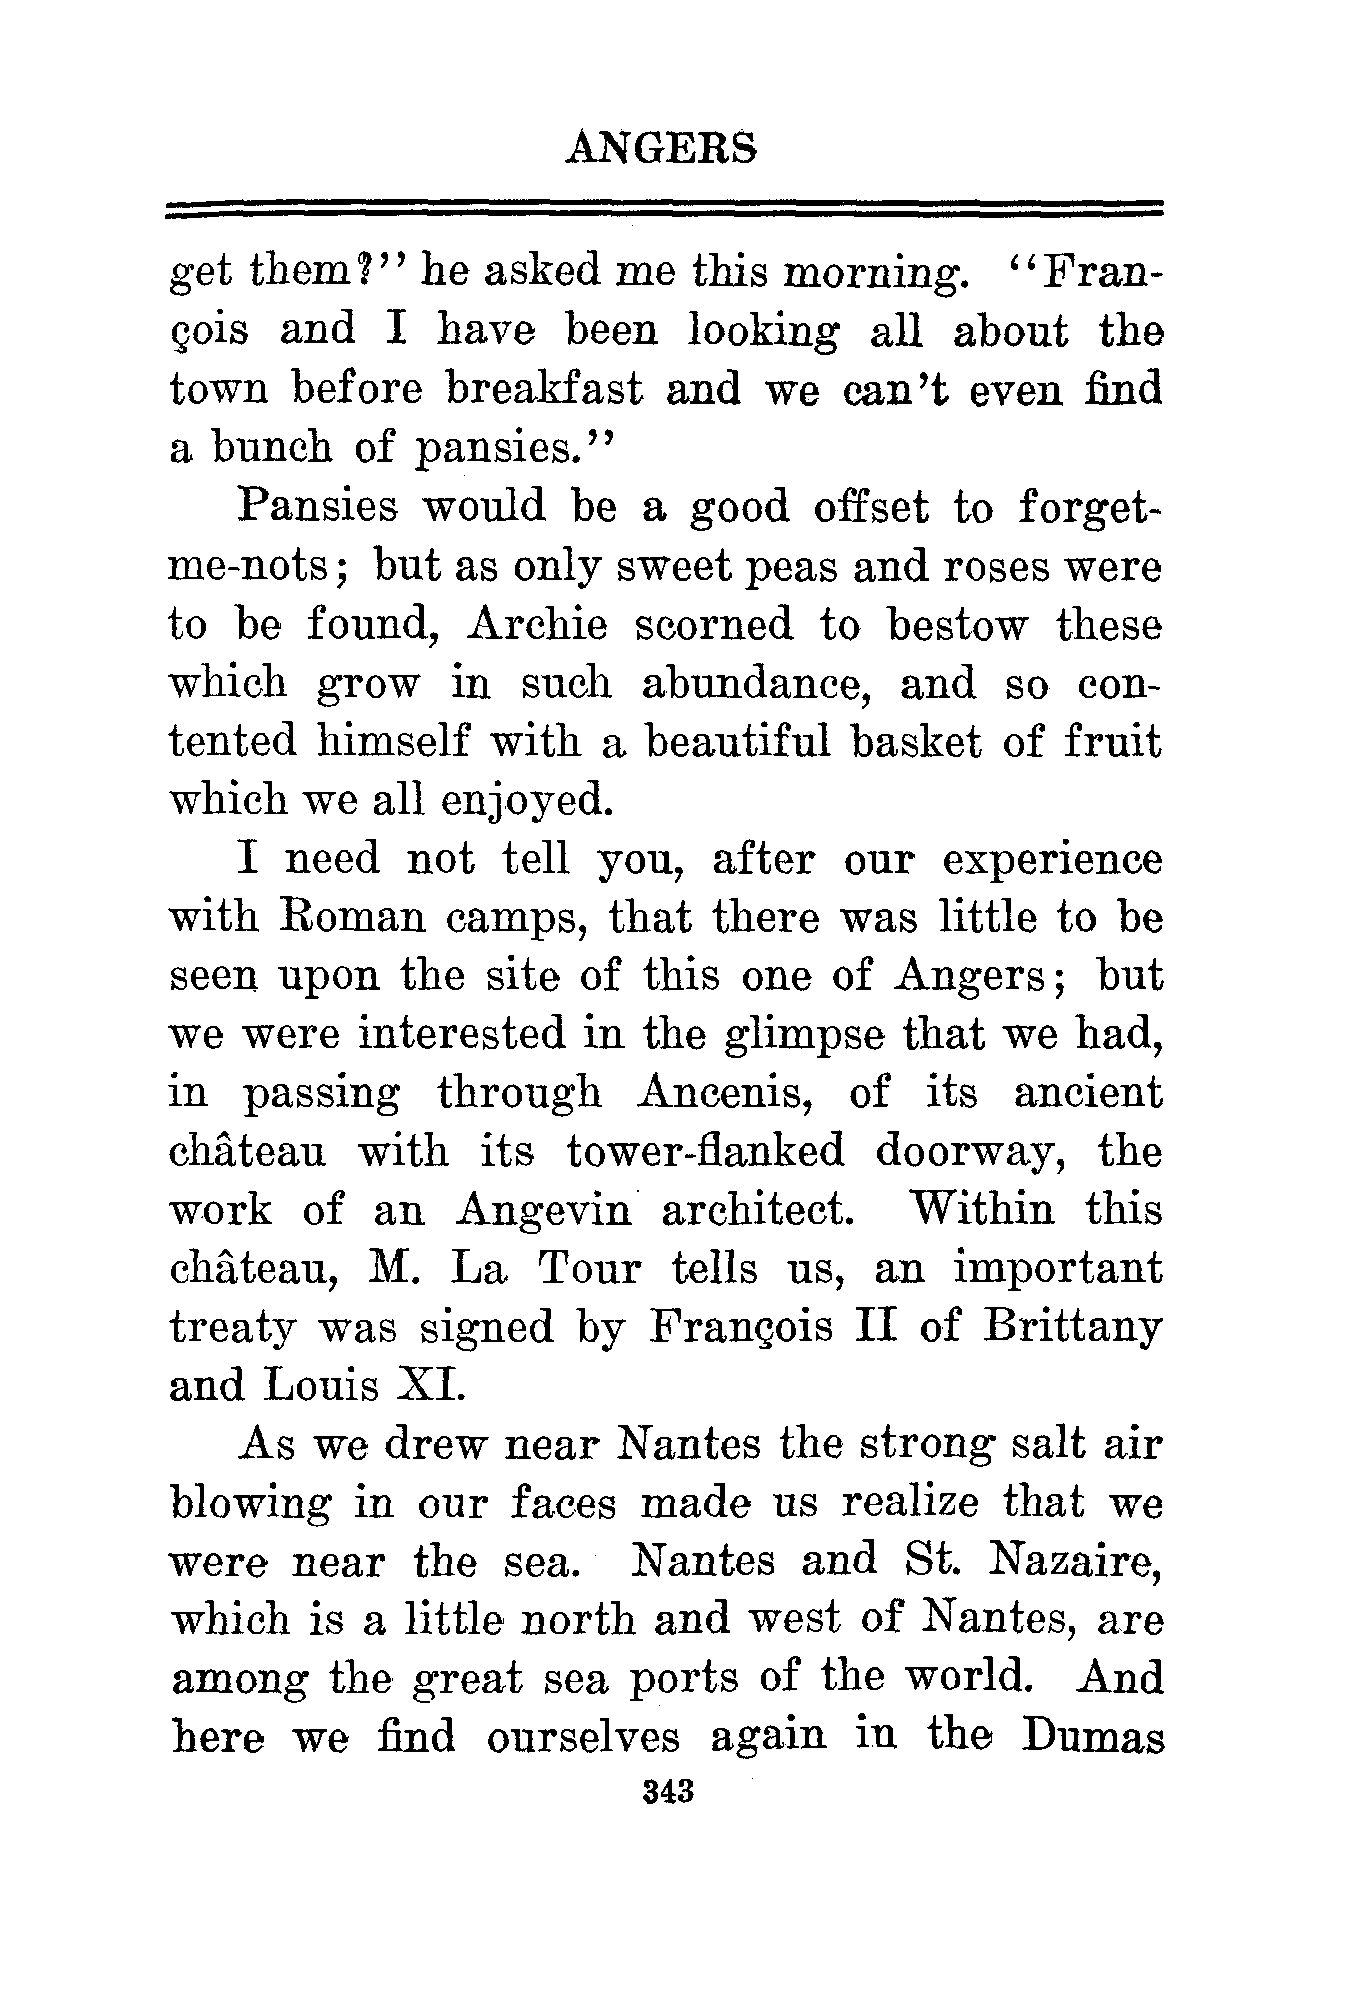 ANGERS
get them?" he asked me this morning. "Fran-
çois and I have been looking all about the
town before breakfast and we can't even find
a bunch of pansies."
Pansies would be a good offset to forget-
me-nots; but as only sweet peas and roses were
to be found, Archie scorned to bestow these
which grow in such abundance, and so con-
tented himself with a beautiful basket of fruit
which we all enjoyed.
I need not tell you, after our experience
with Roman camps, that there was little to be
seen upon the site of this one of Angers; but
we were interested in the glimpse that we had,
in passing through Ancenis, of its ancient
château with its tower-flanked doorway, the
work of an Angevin architect. Within this
château, M. La Tour tells us, an important
treaty was signed by François II of Brittany
and Louis XI.
As we drew near Nantes the strong salt air
blowing in our faces made us realize that we
were near the sea. Nantes and St. Nazaire,
which is a little north and west of Nantes, are
among the great sea ports of the world. And
here we find ourselves again in the Dumas
343